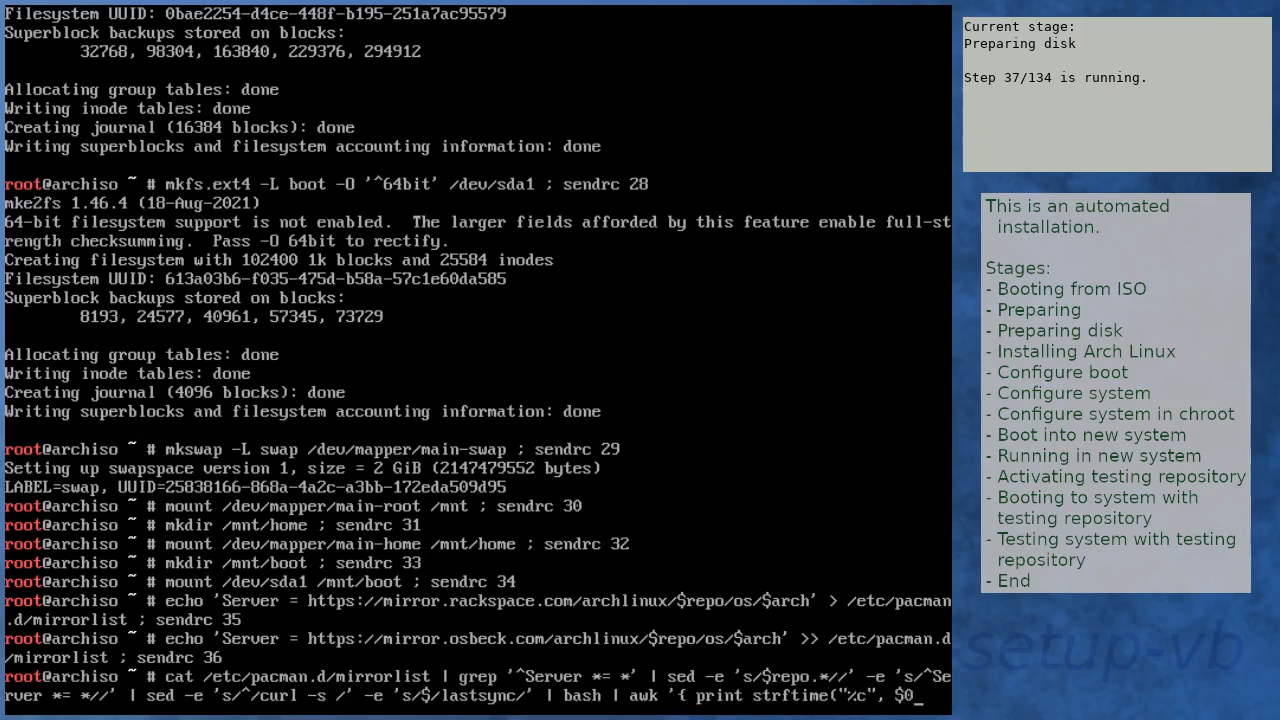 Filesystem UUID: 0bae2254-d4ce-448f-b195-251a7ac95579
Superblock backups stored on blocks:
        32768, 98304, 163840, 229376, 294912
Allocating group tables: done
Writing inode tables: done
Creating journal (16384 blocks): done
Writing superblocks and filesystem accounting information: done
root@archiso ~ # mkfs.ext4 -L boot -O '^64bit' /dev/sda1 ; sendrc 28
mke2fs 1.46.4 (18-Aug-2021)
64-bit filesystem support is not enabled.  The larger fields afforded by this feature enable full-st
rength checksumming.  Pass -O 64bit to rectify.
Creating filesystem with 102400 1k blocks and 25584 inodes
Filesystem UUID: 613a03b6-f035-475d-b58a-57c1e60da585
Superblock backups stored on blocks:
        8193, 24577, 40961, 57345, 73729
Allocating group tables: done
Writing inode tables: done
Creating journal (4096 blocks): done
Writing superblocks and filesystem accounting information: done
root@archiso ~ # mkswap -L swap /dev/mapper/main-swap ; sendrc 29
Setting up swapspace version 1, size = 2 GiB (2147479552 bytes)
LABEL=swap, UUID=25838166-868a-4a2c-a3bb-172eda509d95
root@archiso ~ # mount /dev/mapper/main-root /mnt ; sendrc 30
root@archiso ~ # mkdir /mnt/home ; sendrc 31
root@archiso ~ # mount /dev/mapper/main-home /mnt/home ; sendrc 32
root@archiso ~ # mkdir /mnt/boot ; sendrc 33
root@archiso ~ # mount /dev/sda1 /mnt/boot ; sendrc 34
root@archiso ~ # echo 'Server = https://mirror.rackspace.com/archlinux/$repo/os/$arch' > /etc/pacman
.d/mirrorlist ; sendrc 35
root@archiso ~ # echo 'Server = https://mirror.osbeck.com/archlinux/$repo/os/$arch' >> /etc/pacman.d
/mirrorlist ; sendrc 36
root@archiso ~ # cat /etc/pacman.d/mirrorlist | grep '^Server *= *' | sed -e 's/$repo.*//' -e 's/^Se
rver *= *//' | sed -e 's/^/curl -s /' -e 's/$/lastsync/' | bash | awk '{ print strftime("%c", $0_
Current stage:
Preparing disk
Step 37/134 is running.
This is an automated
installation.
Stages:
- Booting from ISO
- Preparing
- Preparing disk
- Installing Arch Linux
- Configure boot
- Configure system
- Configure system in chroot
- Boot into new system
- Running in new system
- Activating testing repository
- Booting to system with
testing repository
- Testing system with testing
repository
- End
setup-vb